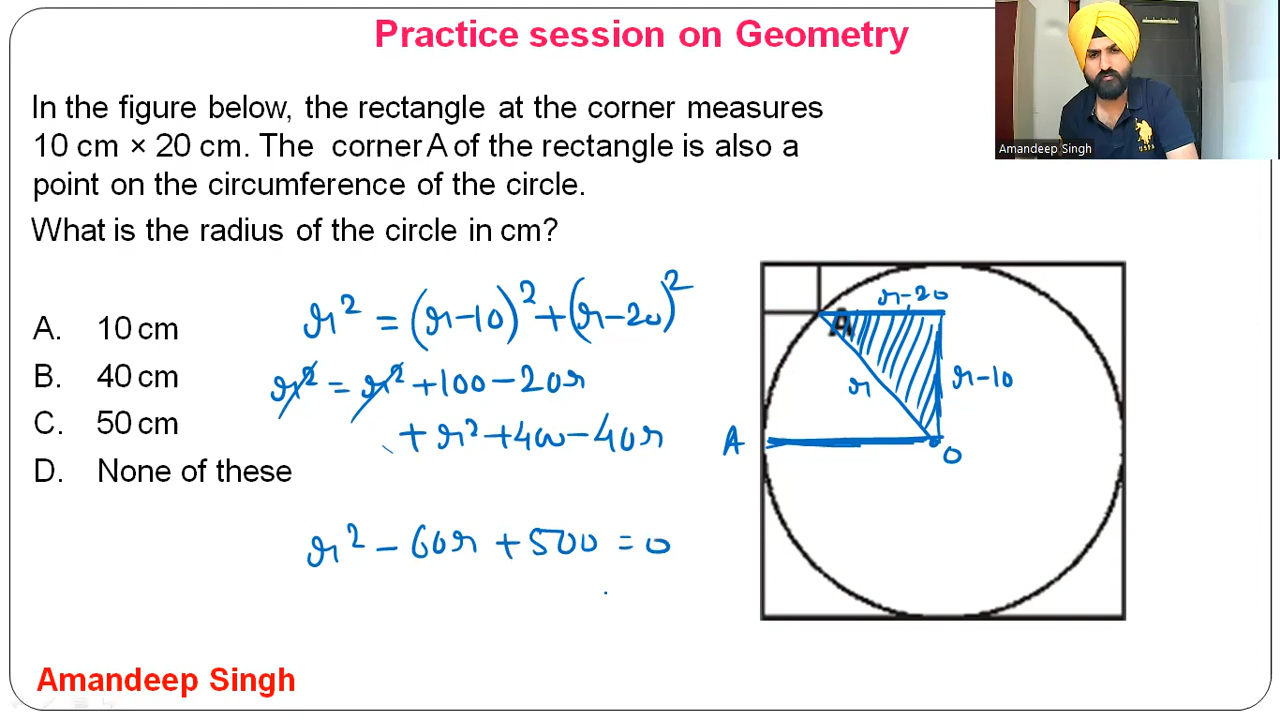 Practice session on Geometry
In the figure below, the rectangle at the corner measures
10 cm × 20 cm. The corner A of the rectangle is also a
point on the circumference of the circle.
What is the radius of the circle in cm?
A. 10 cm
B. 40 cm
C. 50 cm
D. None of these
r² = (r-10)² + (r-20)²
r² = r² + 100 - 20r
+ r² + 400 - 40r
r² - 60r + 500 = 0
r-20
A
r
r-10
A
O
Amandeep Singh
USPA
Amandeep Singh